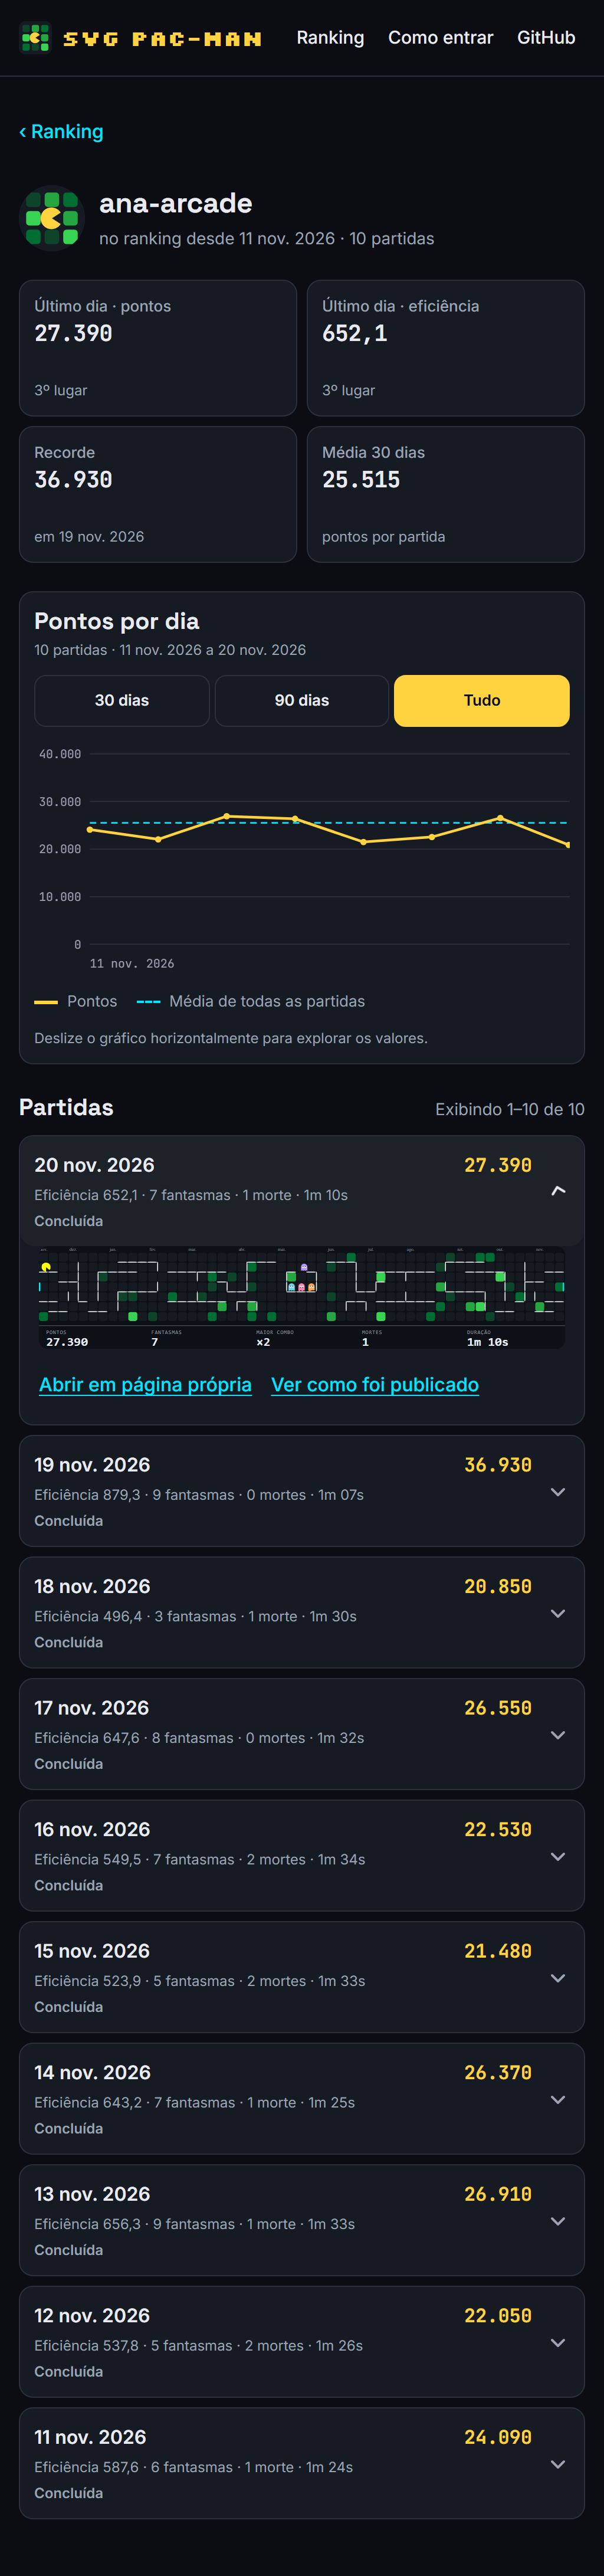 SVG PAC-MAN
Ranking
Como entrar
GitHub
‹ Ranking
ana-arcade
no ranking desde 11 nov. 2026 · 10 partidas
Último dia · pontos
27.390
3º lugar
Último dia · eficiência
652,1
3º lugar
Recorde
36.930
em 19 nov. 2026
Média 30 dias
25.515
pontos por partida
Pontos por dia
10 partidas · 11 nov. 2026 a 20 nov. 2026
30 dias
90 dias
Tudo
40.000
30.000
20.000
10.000
0
11 nov. 2026
Pontos
Média de todas as partidas
Deslize o gráfico horizontalmente para explorar os valores.
Partidas
Exibindo 1–10 de 10
20 nov. 2026
27.390
Eficiência 652,1 · 7 fantasmas · 1 morte · 1m 10s
Concluída
PONTOS
27.390
FANTASMAS
7
MAIOR COMBO
×2
MORTES
1
DURAÇÃO
1m 10s
Abrir em página própria
Ver como foi publicado
19 nov. 2026
36.930
Eficiência 879,3 · 9 fantasmas · 0 mortes · 1m 07s
Concluída
18 nov. 2026
20.850
Eficiência 496,4 · 3 fantasmas · 1 morte · 1m 30s
Concluída
17 nov. 2026
26.550
Eficiência 647,6 · 8 fantasmas · 0 mortes · 1m 32s
Concluída
16 nov. 2026
22.530
Eficiência 549,5 · 7 fantasmas · 2 mortes · 1m 34s
Concluída
15 nov. 2026
21.480
Eficiência 523,9 · 5 fantasmas · 2 mortes · 1m 33s
Concluída
14 nov. 2026
26.370
Eficiência 643,2 · 7 fantasmas · 1 morte · 1m 25s
Concluída
13 nov. 2026
26.910
Eficiência 656,3 · 9 fantasmas · 1 morte · 1m 33s
Concluída
12 nov. 2026
22.050
Eficiência 537,8 · 5 fantasmas · 2 mortes · 1m 26s
Concluída
11 nov. 2026
24.090
Eficiência 587,6 · 6 fantasmas · 1 morte · 1m 24s
Concluída